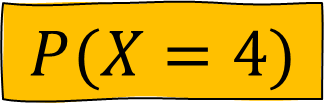 P(X = 4)